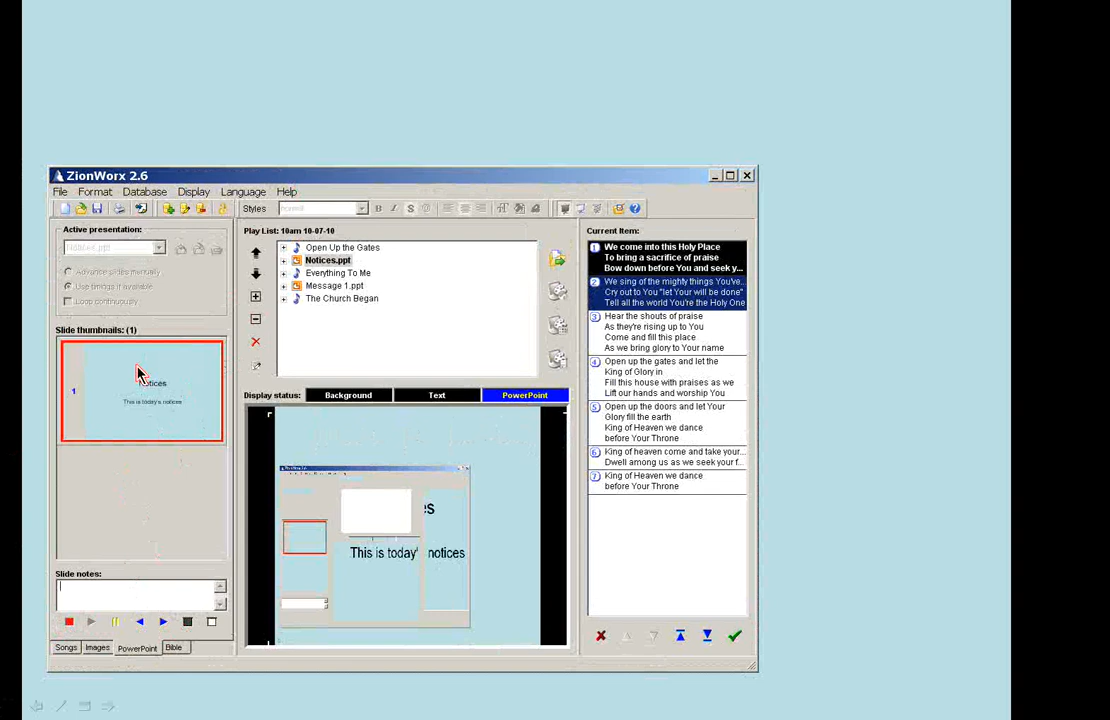 ZionWorx 2.6
File Format Database Display Language Help
Styles Normal B I S
Active presentation:
Notices.ppt
Advance slides manually
Use timings if available
Loop continuously
Slide thumbnails: (1)
1
otices
This is today's notices
Slide notes:
Songs Images PowerPoint Bible
Play List: 10am 10-07-10
Open Up the Gates
Notices.ppt
Everything To Me
Message 1.ppt
The Church Began
Display status: Background Text PowerPoint
es
This is today' notices
Current Item:
1 We come into this Holy Place
To bring a sacrifice of praise
Bow down before You and seek y...
2 We sing of the mighty things You've...
Cry out to You "let Your will be done"
Tell all the world You're the Holy One
3 Hear the shouts of praise
As they're rising up to You
Come and fill this place
As we bring glory to Your name
4 Open up the gates and let the
King of Glory in
Fill this house with praises as we
Lift our hands and worship You
5 Open up the doors and let Your
Glory fill the earth
King of Heaven we dance
before Your Throne
6 King of heaven come and take your...
Dwell among us as we seek your f...
7 King of Heaven we dance
before Your Throne